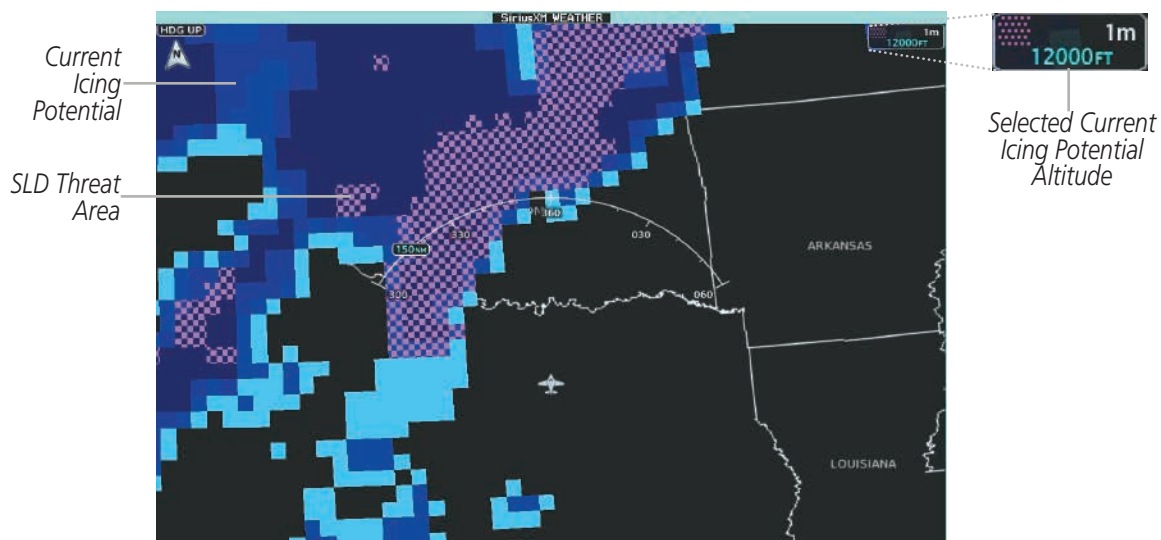 SiriusXM WEATHER
HDG UP
N
1m
12000FT
1m
12000FT
Current
Icing
Potential
SLD Threat
Area
Selected Current
Icing Potential
Altitude
360
330
030
150NM
300
060
ARKANSAS
LOUISIANA